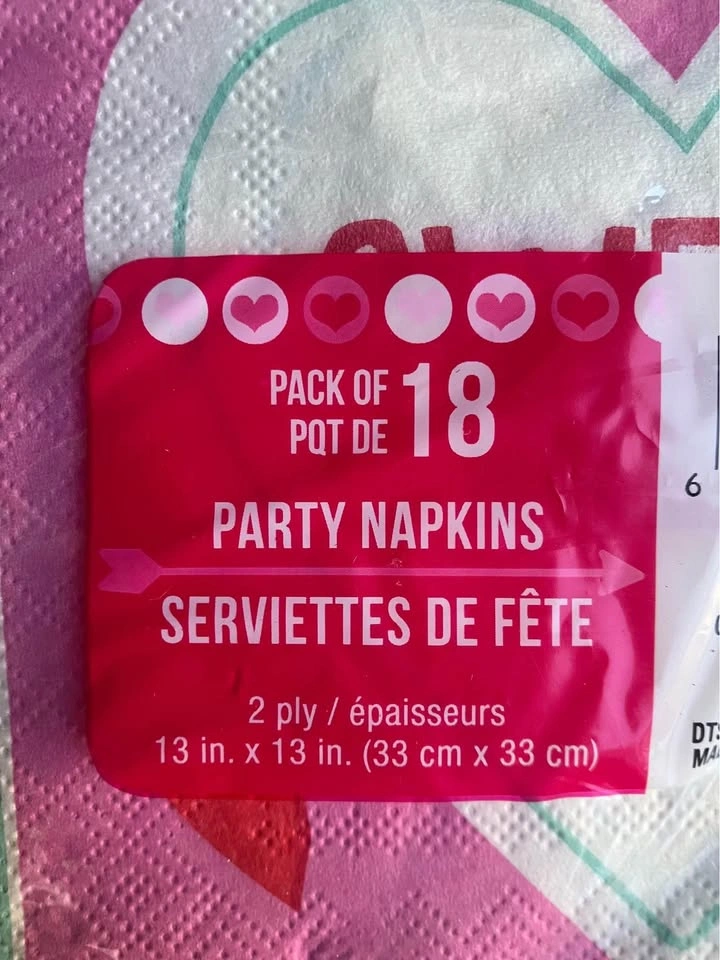 PACK OF 18
PQT DE
PARTY NAPKINS
SERVIETTES DE FÊTE
2 ply / épaisseurs
13 in. x 13 in. (33 cm x 33 cm)
6